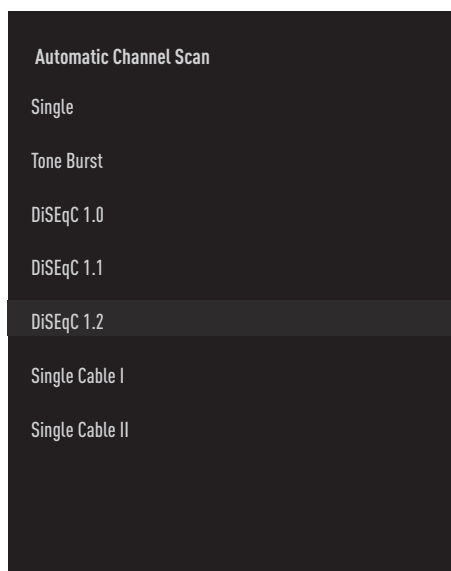 Automatic Channel Scan
Single
Tone Burst
DiSEqC 1.0
DiSEqC 1.1
DiSEqC 1.2
Single Cable I
Single Cable II